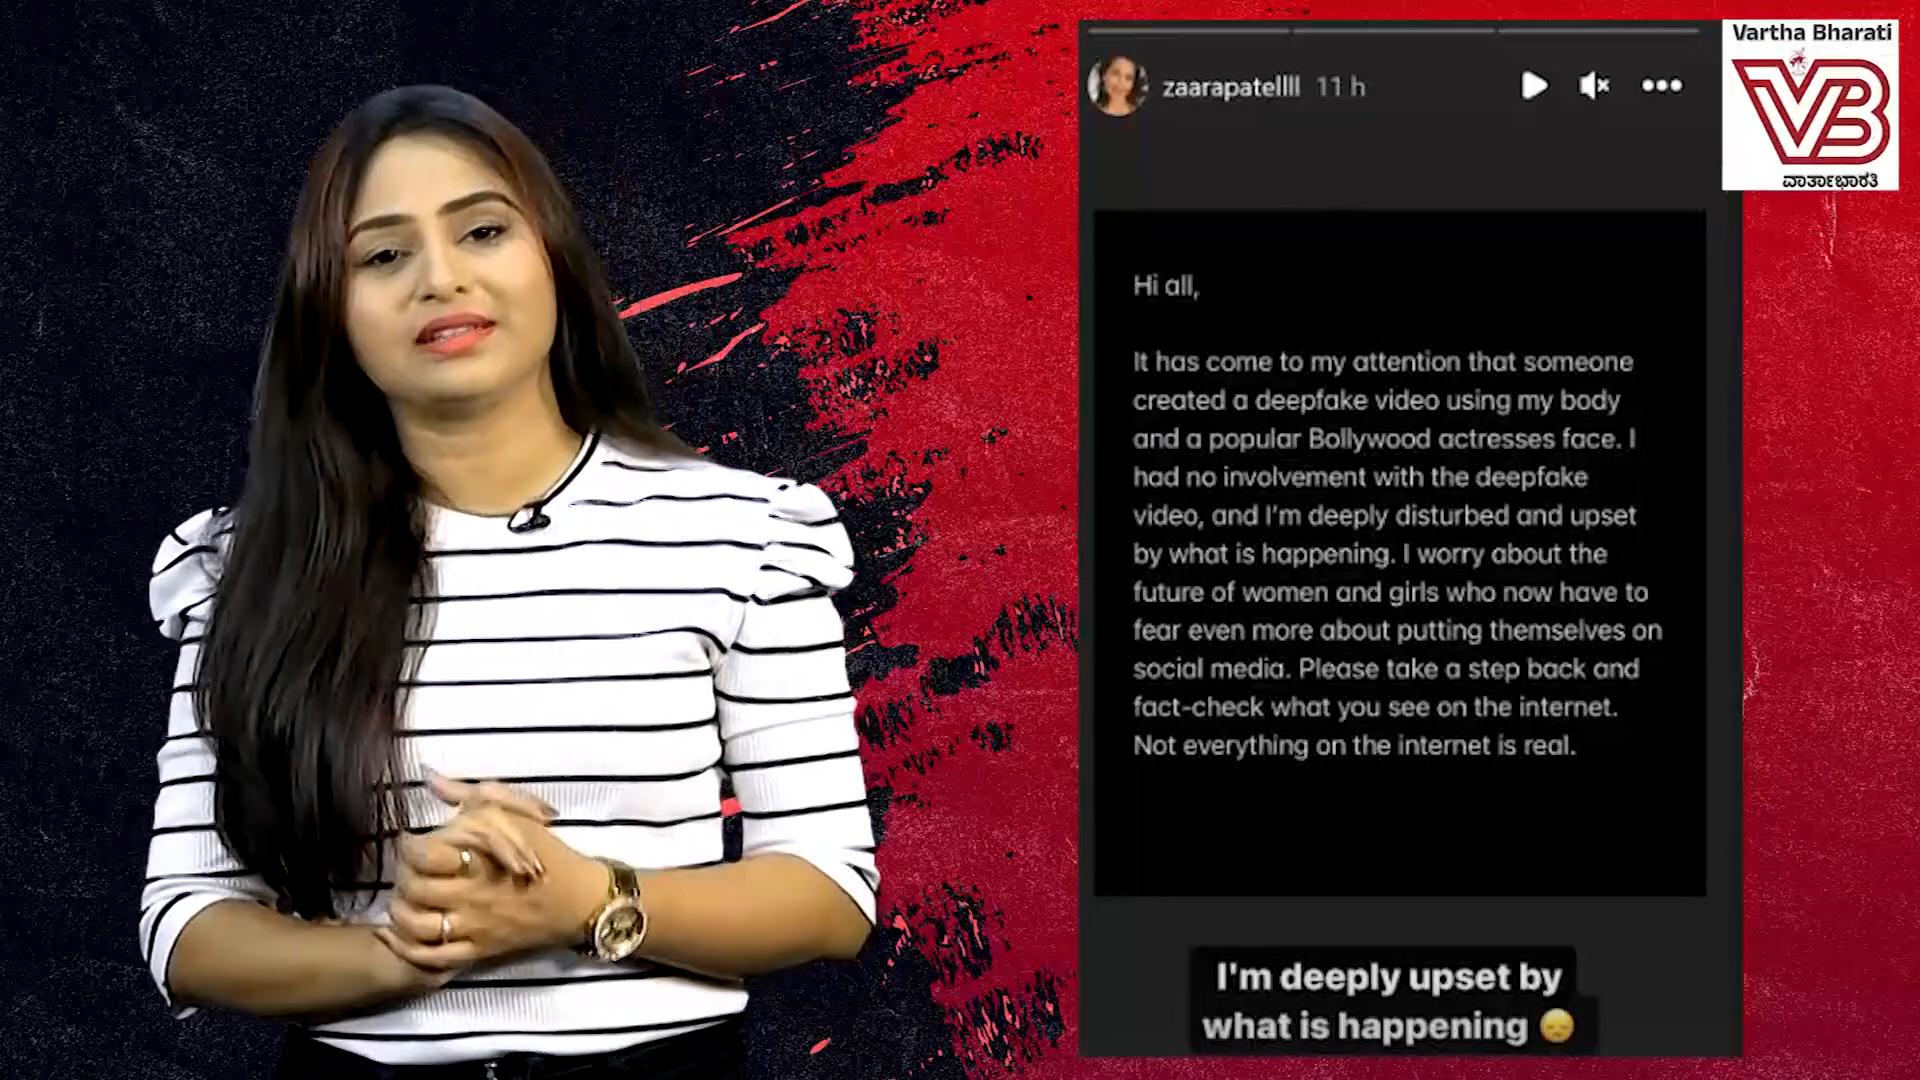 Vartha Bharati
VB
ವಾರ್ತಾಭಾರತಿ
zaarapatellll 11 h
Hi all,
It has come to my attention that someone
created a deepfake video using my body
and a popular Bollywood actresses face. I
had no involvement with the deepfake
video, and I'm deeply disturbed and upset
by what is happening. I worry about the
future of women and girls who now have to
fear even more about putting themselves on
social media. Please take a step back and
fact-check what you see on the internet.
Not everything on the internet is real.
I'm deeply upset by
what is happening 😞